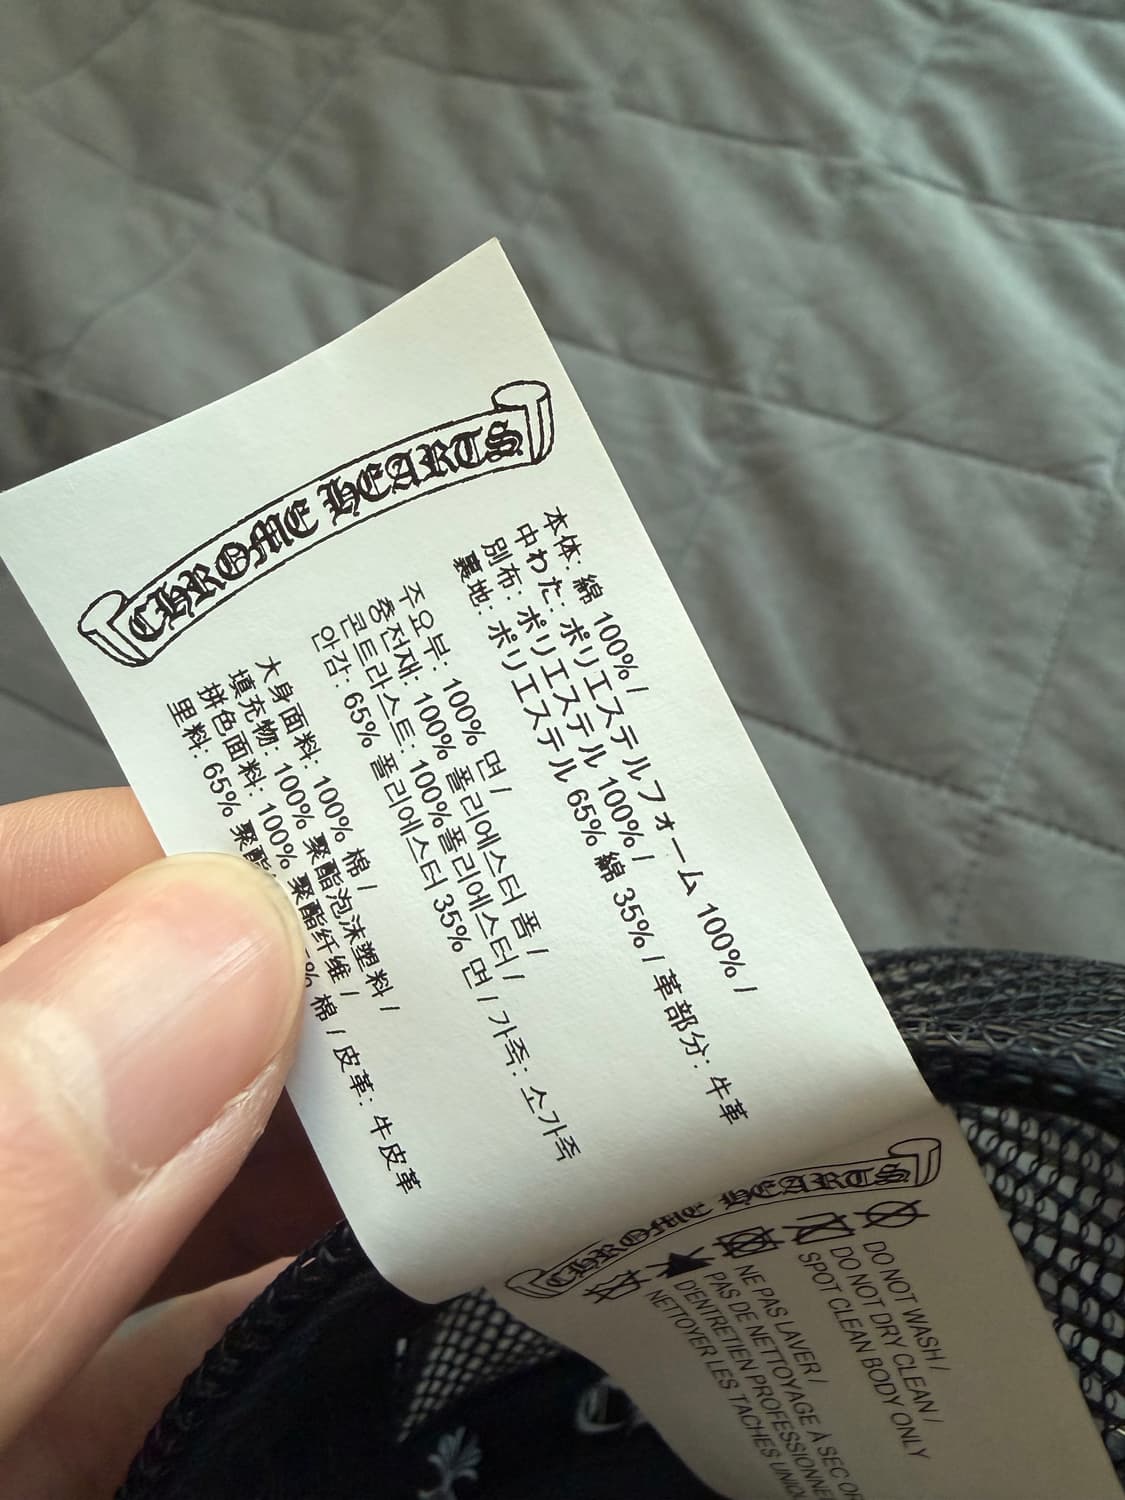 CHROME HEARTS
本体: 綿 100% /
中わた: ポリエステルフォーム 100% /
別布: ポリエステル 100% /
裏地: ポリエステル 65% 綿 35% / 革部分: 牛革
주요부: 100% 면 /
충전재: 100% 폴리에스터 폼 /
콘트라스트: 100%폴리에스터 /
안감: 65% 폴리에스터 35% 면 / 가죽: 소가죽
大身面料: 100% 棉 /
填充物: 100% 聚酯泡沫塑料 /
拼色面料: 100% 聚酯纤维 /
里料: 65% 聚酯 % 棉 / 皮革: 牛皮革
CHROME HEARTS
DO NOT WASH /
DO NOT DRY CLEAN /
SPOT CLEAN BODY ONLY
NE PAS LAVER /
PAS DE NETTOYAGE À SEC
D'ENTRETIEN PROFESSIONNEL
NETTOYER LES TACHES